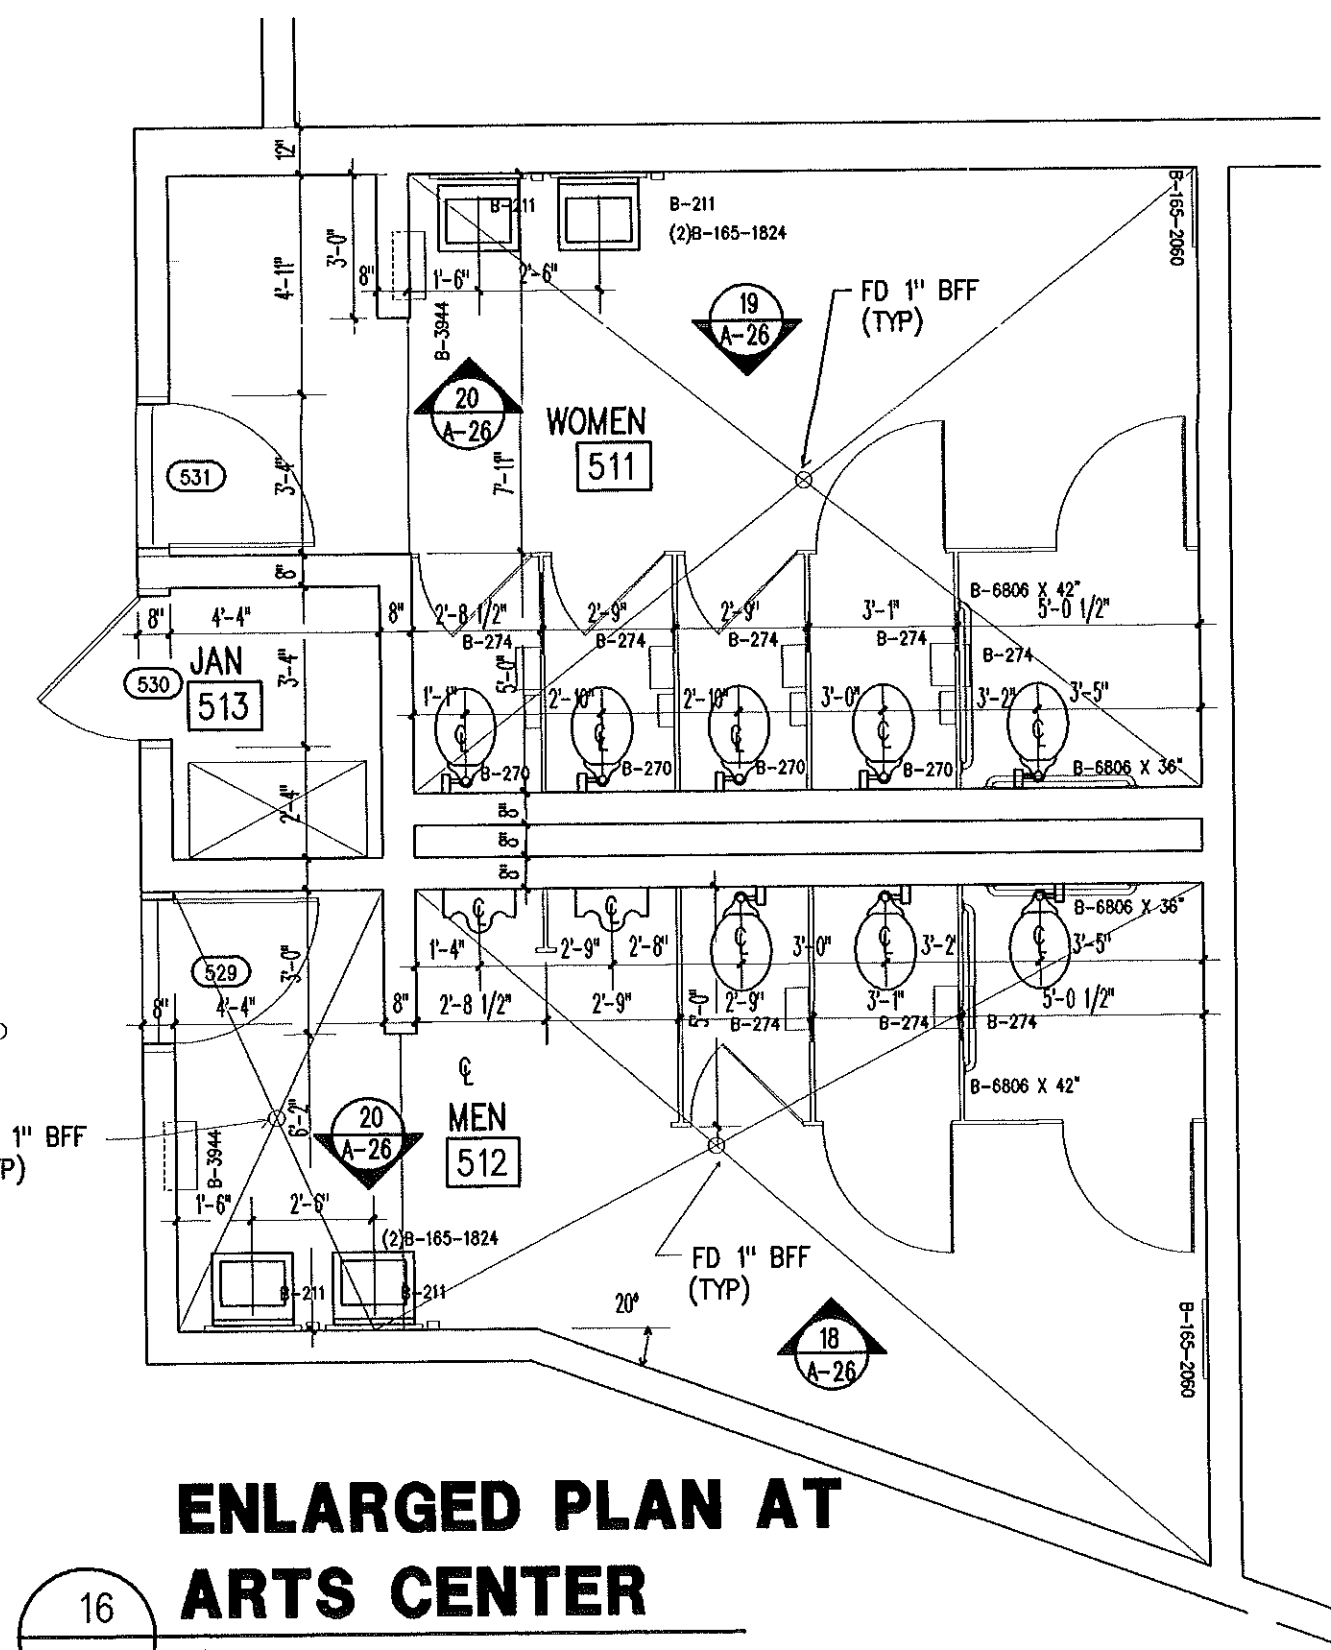 12"
B-211
B-211
(2)B-165-1824
B-165-2060
4'-11"
3'-0"
8"
1'-6"
2'-6"
B-3944
19
A-26
FD 1" BFF
(TYP)
20
A-26
WOMEN
511
531
3'-4"
7'-11"
8"
8"
4'-4"
8"
2'-8 1/2"
2'-9"
2'-9"
3'-1"
B-6806 X 42"
5'-0 1/2"
B-274
B-274
B-274
B-274
B-274
JAN
513
530
3'-4"
5'-0"
1'-1"
2'-10"
2'-10"
3'-0"
3'-2"
3'-5"
B-270
B-270
B-270
B-270
B-6806 X 36"
2'-4"
8"
8"
8"
B-6806 X 36"
529
3'-0"
1'-4"
2'-9"
2'-8"
3'-0"
3'-2'
3'-5"
8"
4'-4"
8"
2'-8 1/2"
2'-9"
5'-0"
2'-9"
3'-1"
5'-0 1/2"
B-274
B-274
B-274
B-6806 X 42"
1" BFF
P)
6'-2"
20
A-26
MEN
512
B-3944
1'-6"
2'-6"
(2)B-165-1824
B-211
B-211
FD 1" BFF
(TYP)
20°
18
A-26
B-165-2060
ENLARGED PLAN AT
ARTS CENTER
16